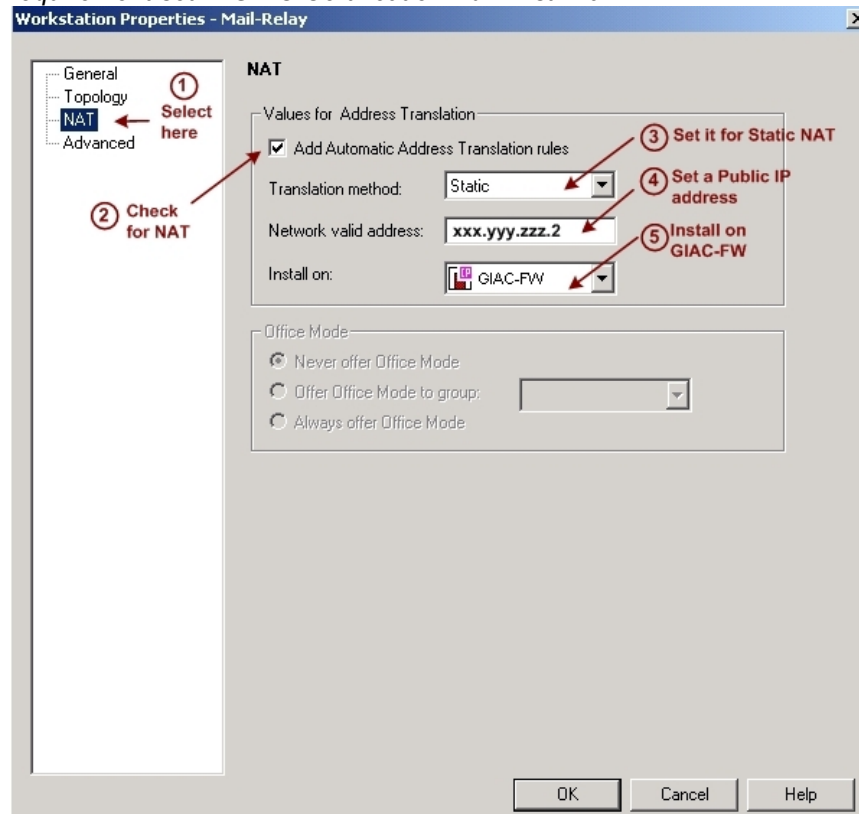 Workstation Properties - Mail-Relay
General
Topology
NAT
Advanced
① Select here
② Check for NAT
NAT
Values for Address Translation
Add Automatic Address Translation rules
③ Set it for Static NAT
Translation method: Static
④ Set a Public IP address
Network valid address: xxx.yyy.zzz.2
⑤ Install on GIAC-FW
Install on: GIAC-FW
Office Mode
Never offer Office Mode
Offer Office Mode to group:
Always offer Office Mode
OK Cancel Help